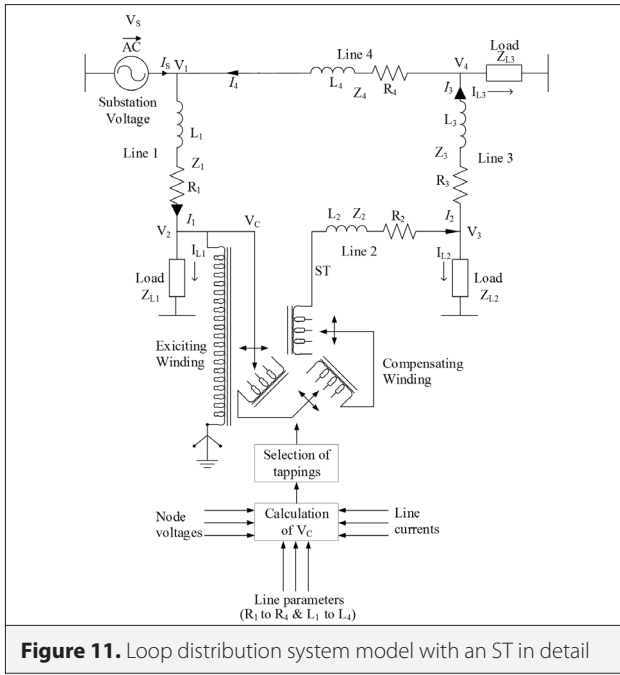 V_S
AC
I_S
V_1
Substation
Voltage
I_4
Line 4
L_4
Z_4
R_4
V_4
Load
Z_L3
I_3
I_L3
L_1
Line 1
Z_1
R_1
L_3
Z_3
Line 3
R_3
I_1
V_2
V_C
I_L1
Load
Z_L1
L_2
Z_2
R_2
I_2
V_3
Line 2
ST
I_L2
Load
Z_L2
Exiciting
Winding
Compensating
Winding
Selection of
tappings
Node
voltages
Calculation
of V_C
Line
currents
Line parameters
(R_1 to R_4 & L_1 to L_4)
Figure 11. Loop distribution system model with an ST in detail